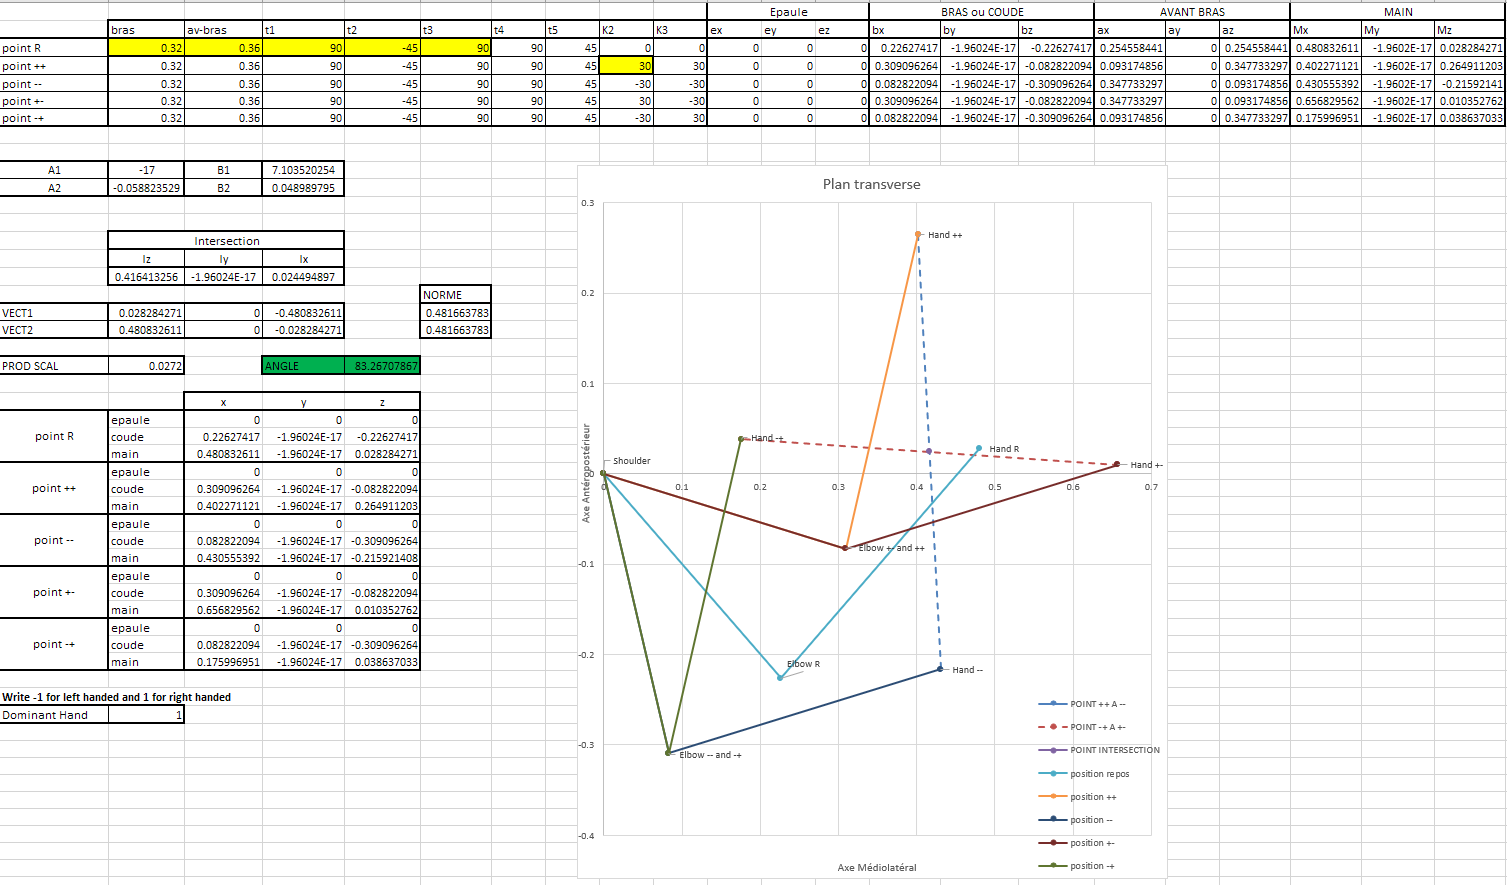 Epaule BRAS ou COUDE AVANT BRAS MAIN
bras av-bras t1 t2 t3 t4 t5 K2 K3 ex ey ez bx by bz ax ay az Mx My Mz
point R 0.32 0.36 90 -45 90 90 45 0 0 0 0 0 0.22627417 -1.96024E-17 -0.22627417 0.254558441 0 0.254558441 0.480832611 -1.9602E-17 0.028284271
point ++ 0.32 0.36 90 -45 90 90 45 30 30 0 0 0 0.309096264 -1.96024E-17 -0.082822094 0.093174856 0 0.347733297 0.402271121 -1.9602E-17 0.264911203
point -- 0.32 0.36 90 -45 90 90 45 -30 -30 0 0 0 0.082822094 -1.96024E-17 -0.309096264 0.347733297 0 0.093174856 0.430555392 -1.9602E-17 -0.21592141
point +- 0.32 0.36 90 -45 90 90 45 30 -30 0 0 0 0.309096264 -1.96024E-17 -0.082822094 0.347733297 0 0.093174856 0.656829562 -1.9602E-17 0.010352762
point -+ 0.32 0.36 90 -45 90 90 45 -30 30 0 0 0 0.082822094 -1.96024E-17 -0.309096264 0.093174856 0 0.347733297 0.175996951 -1.9602E-17 0.038637033
A1 -17 B1 7.103520254
A2 -0.058823529 B2 0.048989795
Intersection
Iz Iy Ix
0.416413256 -1.96024E-17 0.024494897
NORME
VECT1 0.028284271 0 -0.480832611 0.481663783
VECT2 0.480832611 0 -0.028284271 0.481663783
PROD SCAL 0.0272 ANGLE 83.26707867
x y z
point R
epaule 0 0 0
coude 0.22627417 -1.96024E-17 -0.22627417
main 0.480832611 -1.96024E-17 0.028284271
point ++
epaule 0 0 0
coude 0.309096264 -1.96024E-17 -0.082822094
main 0.402271121 -1.96024E-17 0.264911203
point --
epaule 0 0 0
coude 0.082822094 -1.96024E-17 -0.309096264
main 0.430555392 -1.96024E-17 -0.215921408
point +-
epaule 0 0 0
coude 0.309096264 -1.96024E-17 -0.082822094
main 0.656829562 -1.96024E-17 0.010352762
point -+
epaule 0 0 0
coude 0.082822094 -1.96024E-17 -0.309096264
main 0.175996951 -1.96024E-17 0.038637033
Write -1 for left handed and 1 for right handed
Dominant Hand 1
Plan transverse
0.3
0.2
0.1
0
-0.1
-0.2
-0.3
-0.4
Axe Antéropostérieur
0 0.1 0.2 0.3 0.4 0.5 0.6 0.7
Axe Médiolatéral
Hand ++
Hand -+
Hand R
Shoulder
Hand +-
Elbow +- and ++
Elbow R
Hand --
Elbow -- and -+
POINT ++ A --
POINT -+ A +-
POINT INTERSECTION
position repos
position ++
position --
position +-
position -+